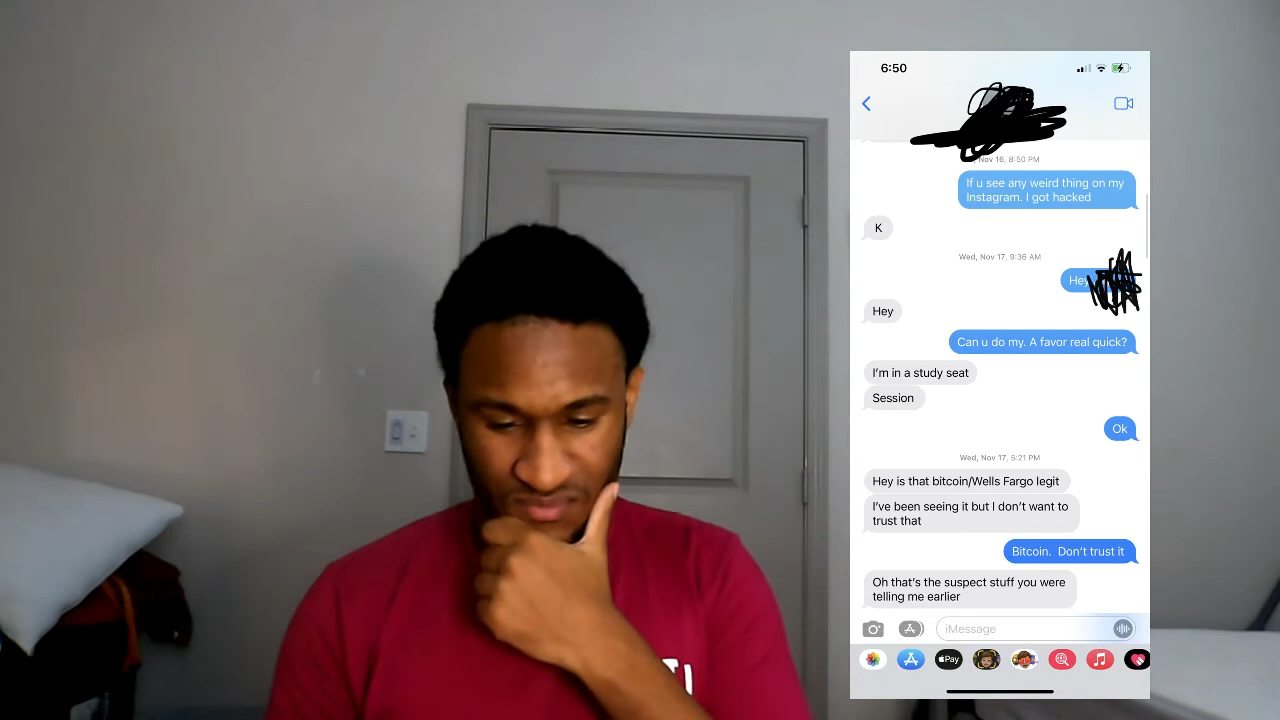 6:50
Nov 16, 8:50 PM
If u see any weird thing on my
Instagram. I got hacked
K
Wed, Nov 17, 9:36 AM
Hey
Hey
Can u do my. A favor real quick?
I'm in a study seat
Session
Ok
Wed, Nov 17, 5:21 PM
Hey is that bitcoin/Wells Fargo legit
I've been seeing it but I don't want to
trust that
Bitcoin.  Don't trust it
Oh that's the suspect stuff you were
telling me earlier
iMessage
Pay